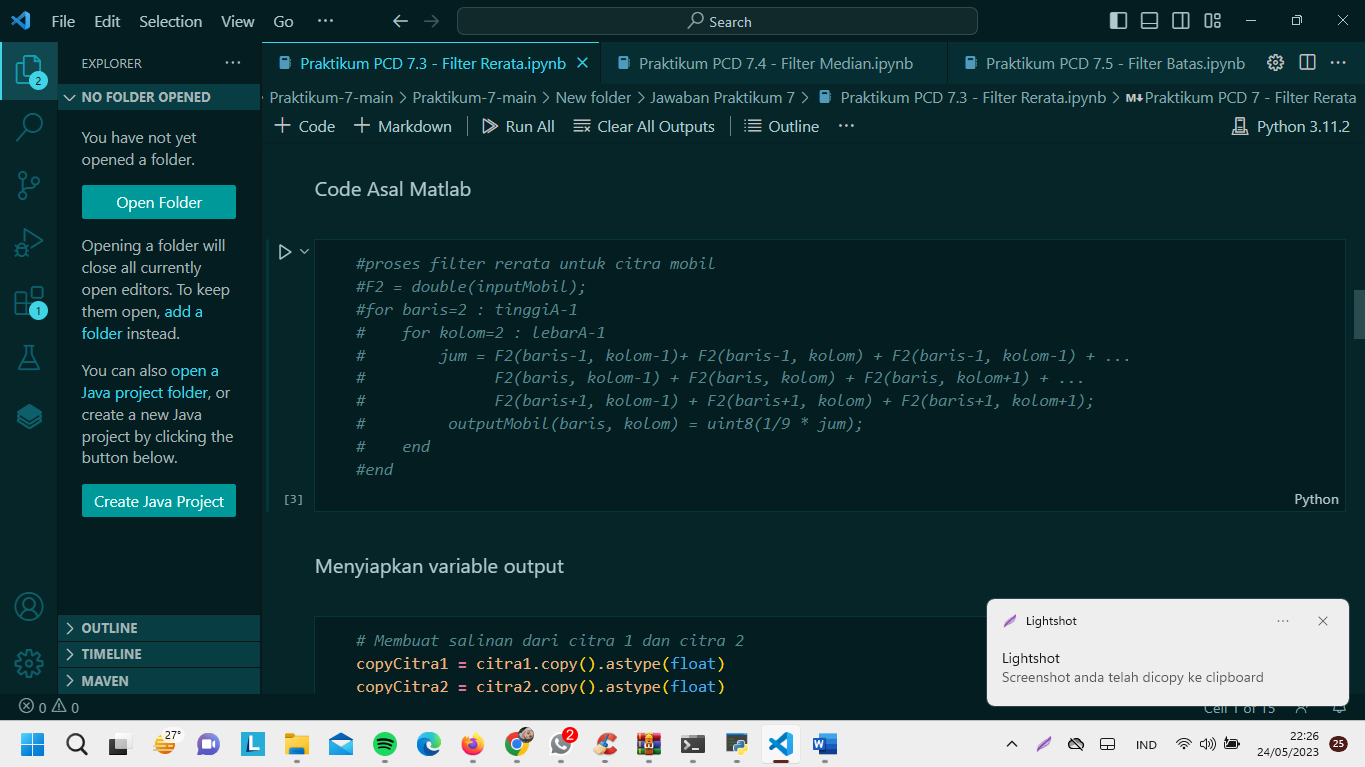 File Edit Selection View Go ··· Search
EXPLORER ···
NO FOLDER OPENED
You have not yet
opened a folder.
Open Folder
Opening a folder will
close all currently
open editors. To keep
them open, add a
folder instead.
You can also open a
Java project folder, or
create a new Java
project by clicking the
button below.
Create Java Project
OUTLINE
TIMELINE
MAVEN
2
1
Praktikum PCD 7.3 - Filter Rerata.ipynb Praktikum PCD 7.4 - Filter Median.ipynb Praktikum PCD 7.5 - Filter Batas.ipynb ···
Praktikum-7-main > Praktikum-7-main > New folder > Jawaban Praktikum 7 > Praktikum PCD 7.3 - Filter Rerata.ipynb > M↓Praktikum PCD 7 - Filter Rerata
+ Code + Markdown Run All Clear All Outputs Outline ··· Python 3.11.2
Code Asal Matlab
#proses filter rerata untuk citra mobil
#F2 = double(inputMobil);
#for baris=2 : tinggiA-1
#    for kolom=2 : lebarA-1
#        jum = F2(baris-1, kolom-1)+ F2(baris-1, kolom) + F2(baris-1, kolom-1) + ...
#              F2(baris, kolom-1) + F2(baris, kolom) + F2(baris, kolom+1) + ...
#              F2(baris+1, kolom-1) + F2(baris+1, kolom) + F2(baris+1, kolom+1);
#         outputMobil(baris, kolom) = uint8(1/9 * jum);
#    end
#end
[3] Python
Menyiapkan variable output
# Membuat salinan dari citra 1 dan citra 2
copyCitra1 = citra1.copy().astype(float)
copyCitra2 = citra2.copy().astype(float)
Lightshot ···
Lightshot
Screenshot anda telah dicopy ke clipboard
0 0 Cell 1 of 15
27° L 2 W IND 22:26
24/05/2023 25